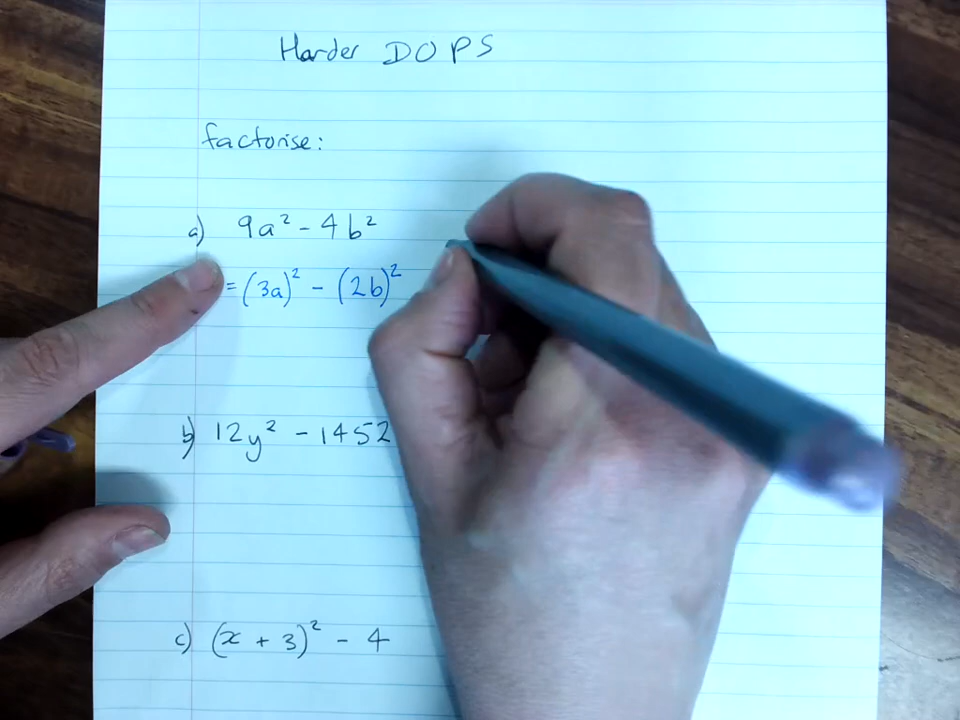 Harder DOPS
factorise:
a) 9a² - 4b²
= (3a)² - (2b)²
b) 12y² - 1452
c) (x + 3)² - 4